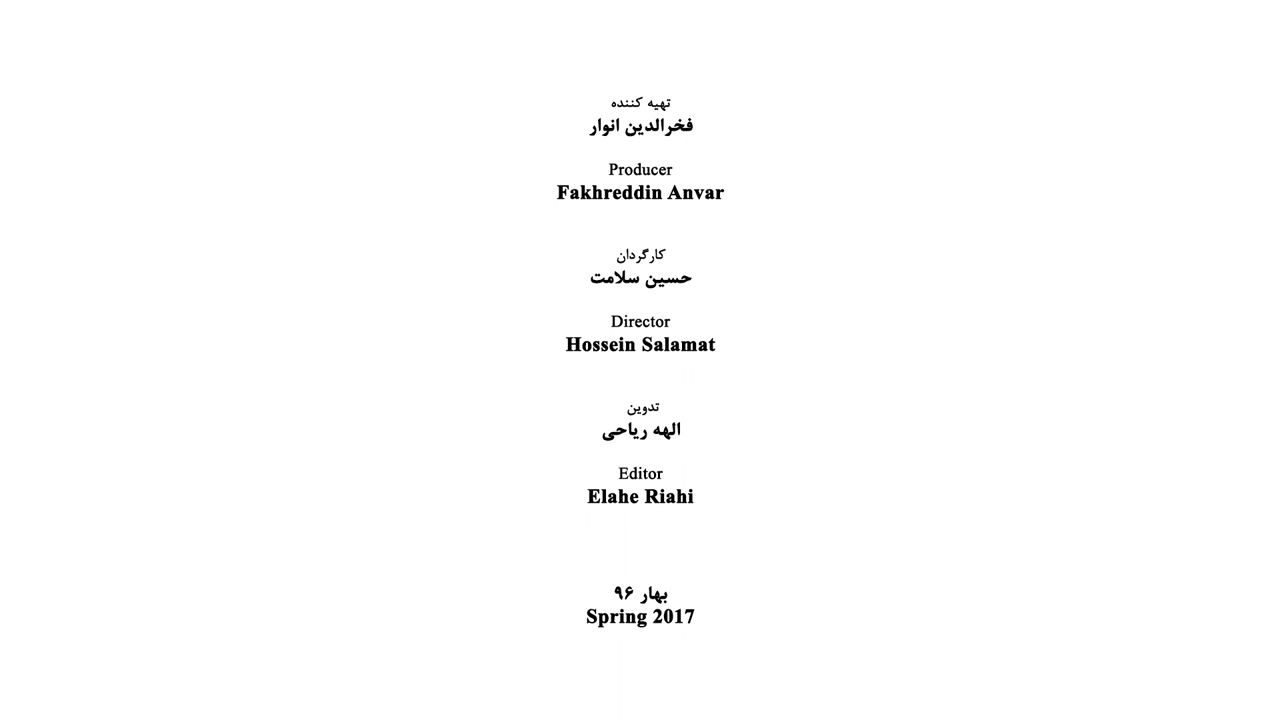 تهیه کننده
فخرالدین انوار
Producer
Fakhreddin Anvar
کارگردان
حسین سلامت
Director
Hossein Salamat
تدوین
الهه ریاحی
Editor
Elahe Riahi
بهار ۹۶
Spring 2017